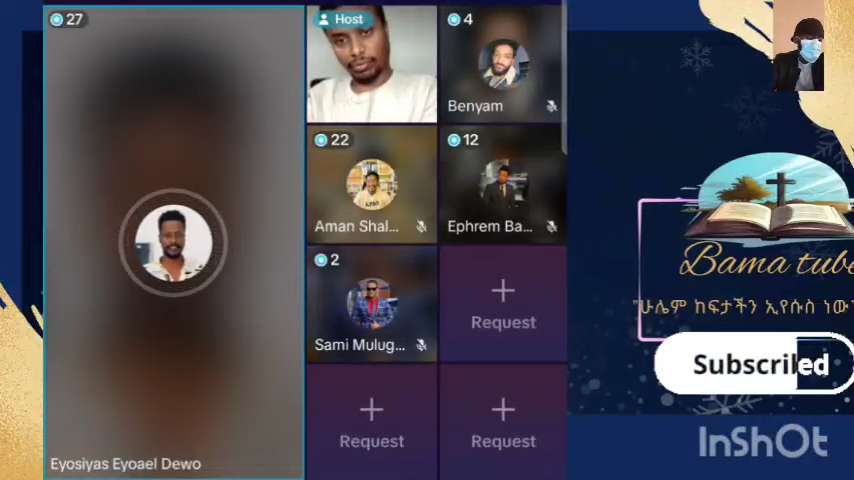 27
Host
4
Benyam
22
Aman Shal...
12
Ephrem Ba...
2
Sami Mulug...
Request
Request
Request
Eyosiyas Eyoael Dewo
Bama tube
"ሁሌም ከፍታችን ኢየሱስ ነው"
Subscribed
InShOt